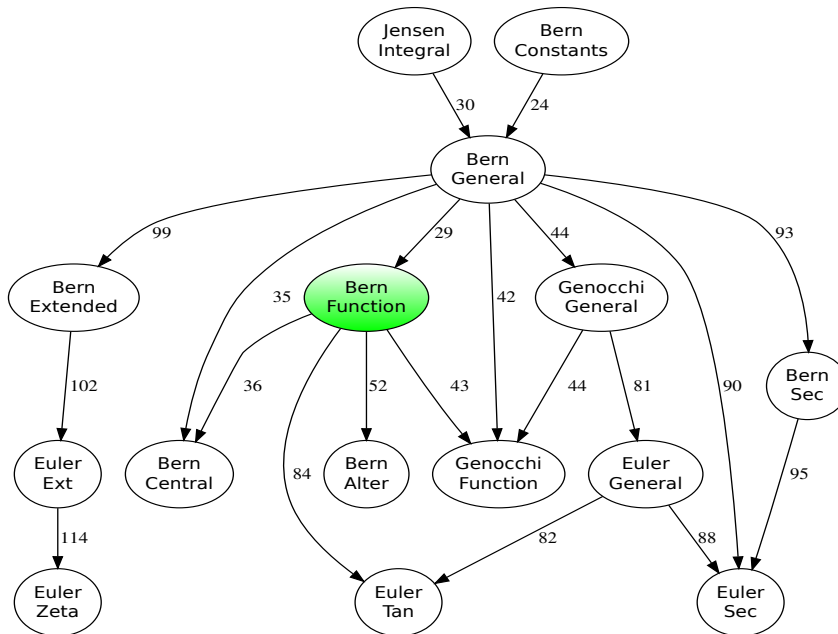 Jensen
Integral
Bern
Constants
30
24
Bern
General
99
29
44
93
Bern
Extended
35
Bern
Function
42
Genocchi
General
90
Bern
Sec
102
36
52
43
44
81
Euler
Ext
Bern
Central
84
Bern
Alter
Genocchi
Function
Euler
General
95
114
82
88
Euler
Zeta
Euler
Tan
Euler
Sec